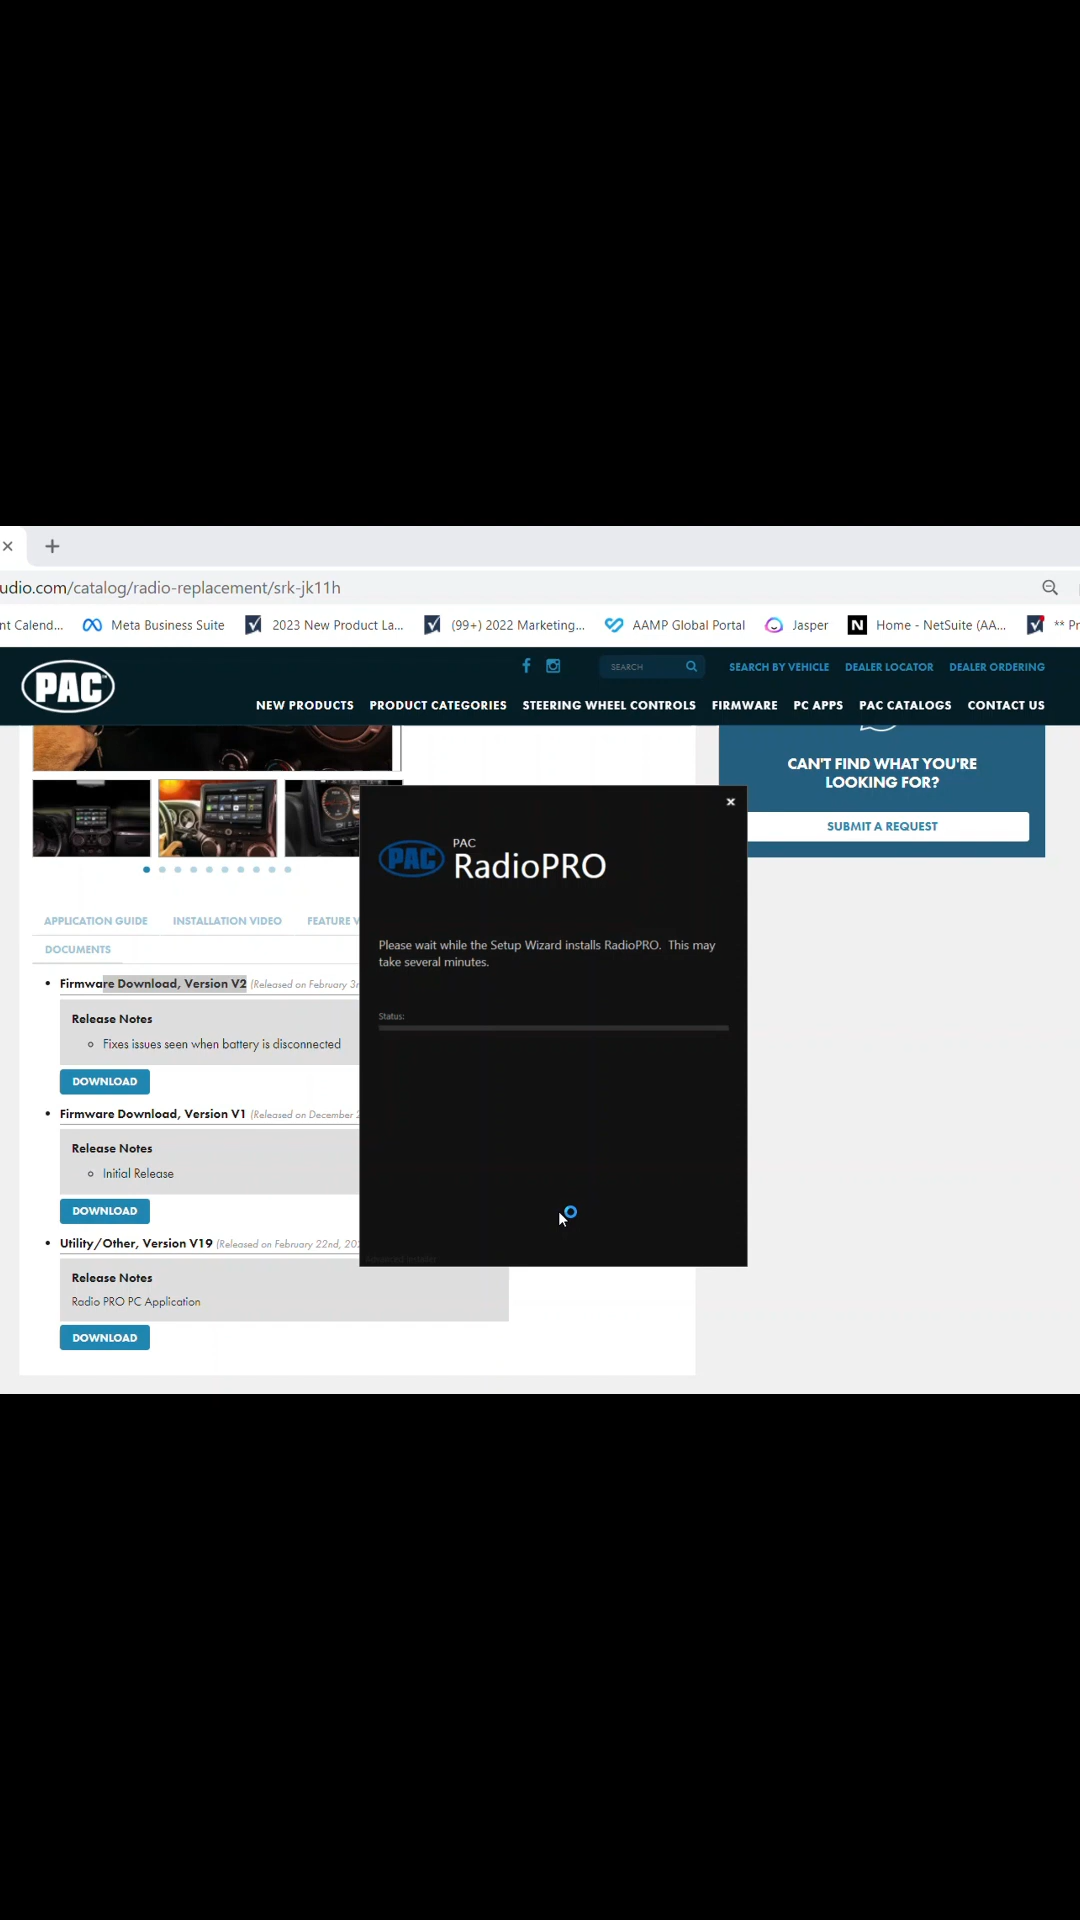 udio.com/catalog/radio-replacement/srk-jk11h
nt Calend... Meta Business Suite 2023 New Product La... (99+) 2022 Marketing... AAMP Global Portal Jasper N Home - NetSuite (AA... ** Pr
PAC
SEARCH SEARCH BY VEHICLE DEALER LOCATOR DEALER ORDERING
NEW PRODUCTS PRODUCT CATEGORIES STEERING WHEEL CONTROLS FIRMWARE PC APPS PAC CATALOGS CONTACT US
CAN'T FIND WHAT YOU'RE
LOOKING FOR?
SUBMIT A REQUEST
APPLICATION GUIDE INSTALLATION VIDEO FEATURE V
DOCUMENTS
Firmware Download, Version V2 (Released on February 3r
Release Notes
Fixes issues seen when battery is disconnected
DOWNLOAD
Firmware Download, Version V1 (Released on December 2
Release Notes
Initial Release
DOWNLOAD
Utility/Other, Version V19 (Released on February 22nd, 20
Release Notes
Radio PRO PC Application
DOWNLOAD
PAC
PAC
RadioPRO
Please wait while the Setup Wizard installs RadioPRO. This may
take several minutes.
Status: